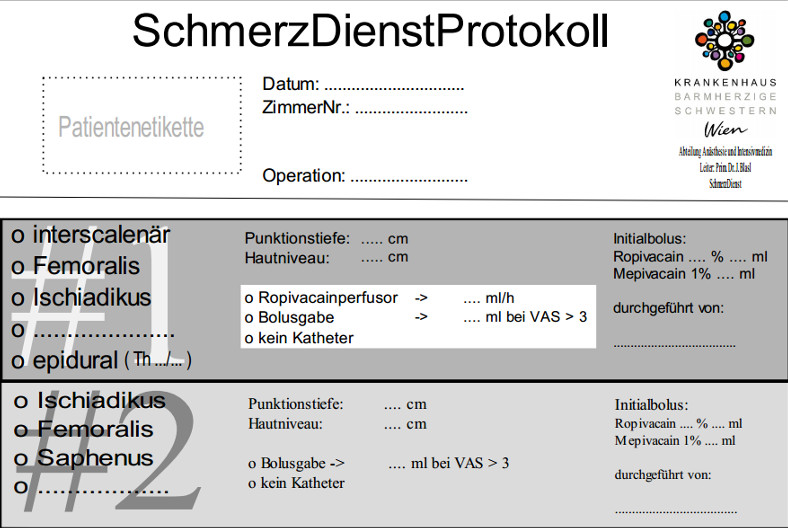 SchmerzDienstProtokoll
KRANKENHAUS
BARMHERZIGE
SCHWESTERN
Wien
Abteilung Anästhesie und Intensivmedizin
Leiter: Prim. Dr. J. Blasl
SchmerzDienst
Patientenetikette
Datum: ............................
ZimmerNr.: .......................
Operation: ........................
#1
o interscalenär
o Femoralis
o Ischiadikus
o .....................
o epidural ( Th .../... )
Punktionstiefe: ..... cm
Hautniveau: ..... cm
o Ropivacainperfusor -> .... ml/h
o Bolusgabe -> .... ml bei VAS > 3
o kein Katheter
Initialbolus:
Ropivacain .... % .... ml
Mepivacain 1% .... ml
durchgeführt von:
...................................
#2
o Ischiadikus
o Femoralis
o Saphenus
o ..................
Punktionstiefe: .... cm
Hautniveau: .... cm
o Bolusgabe -> .... ml bei VAS > 3
o kein Katheter
Initialbolus:
Ropivacain .... % .... ml
Mepivacain 1% .... ml
durchgeführt von:
...................................